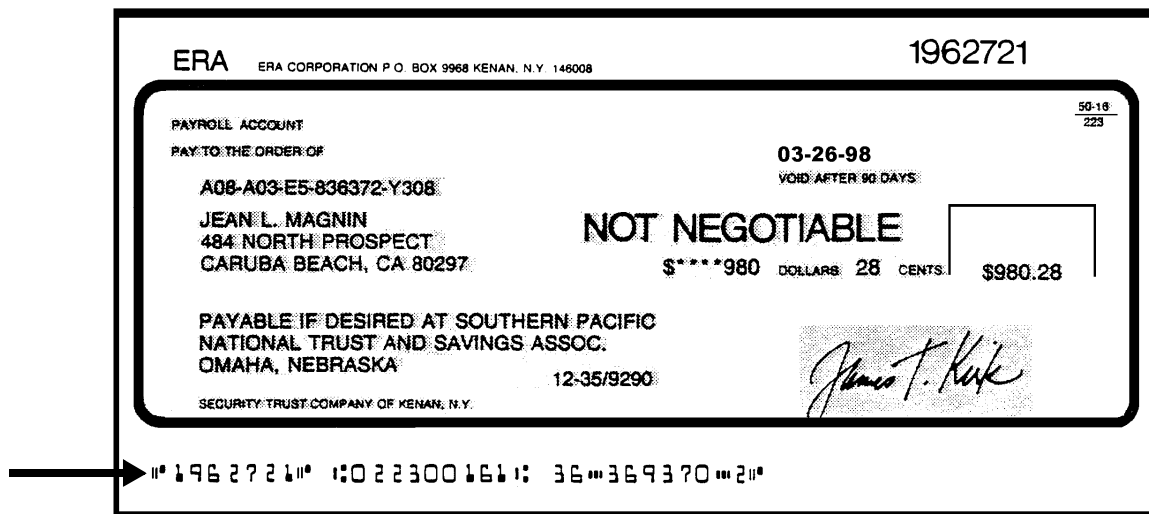 ERA ERA CORPORATION P.O. BOX 9968 KENAN, N.Y. 146008 1962721
50-16
223
PAYROLL ACCOUNT
PAY TO THE ORDER OF
03-26-98
VOID AFTER 90 DAYS
A08-A03-E5-836372-Y308
JEAN L. MAGNIN
484 NORTH PROSPECT
CARUBA BEACH, CA 80297
NOT NEGOTIABLE
$****980 DOLLARS 28 CENTS $980.28
PAYABLE IF DESIRED AT SOUTHERN PACIFIC
NATIONAL TRUST AND SAVINGS ASSOC.
OMAHA, NEBRASKA
12-35/9290
James T. Kirk
SECURITY TRUST COMPANY OF KENAN, N.Y.
⑈1962721⑈ ⑆022300161⑆ 36⑉369370⑉2⑈